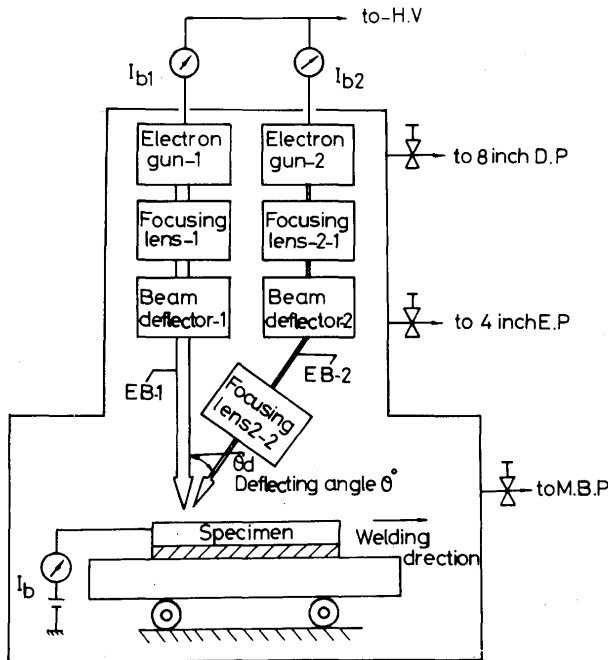 to-H.V
Ib1
Ib2
Electron
gun-1
Electron
gun-2
to 8 inch D.P
Focusing
lens-1
Focusing
lens-2-1
Beam
deflector-1
Beam
deflector-2
to 4 inch E.P
EB-1
EB-2
Focusing
lens2-2
θd
Deflecting angle θ°
to M.B.P
Specimen
Welding
direction
Ib